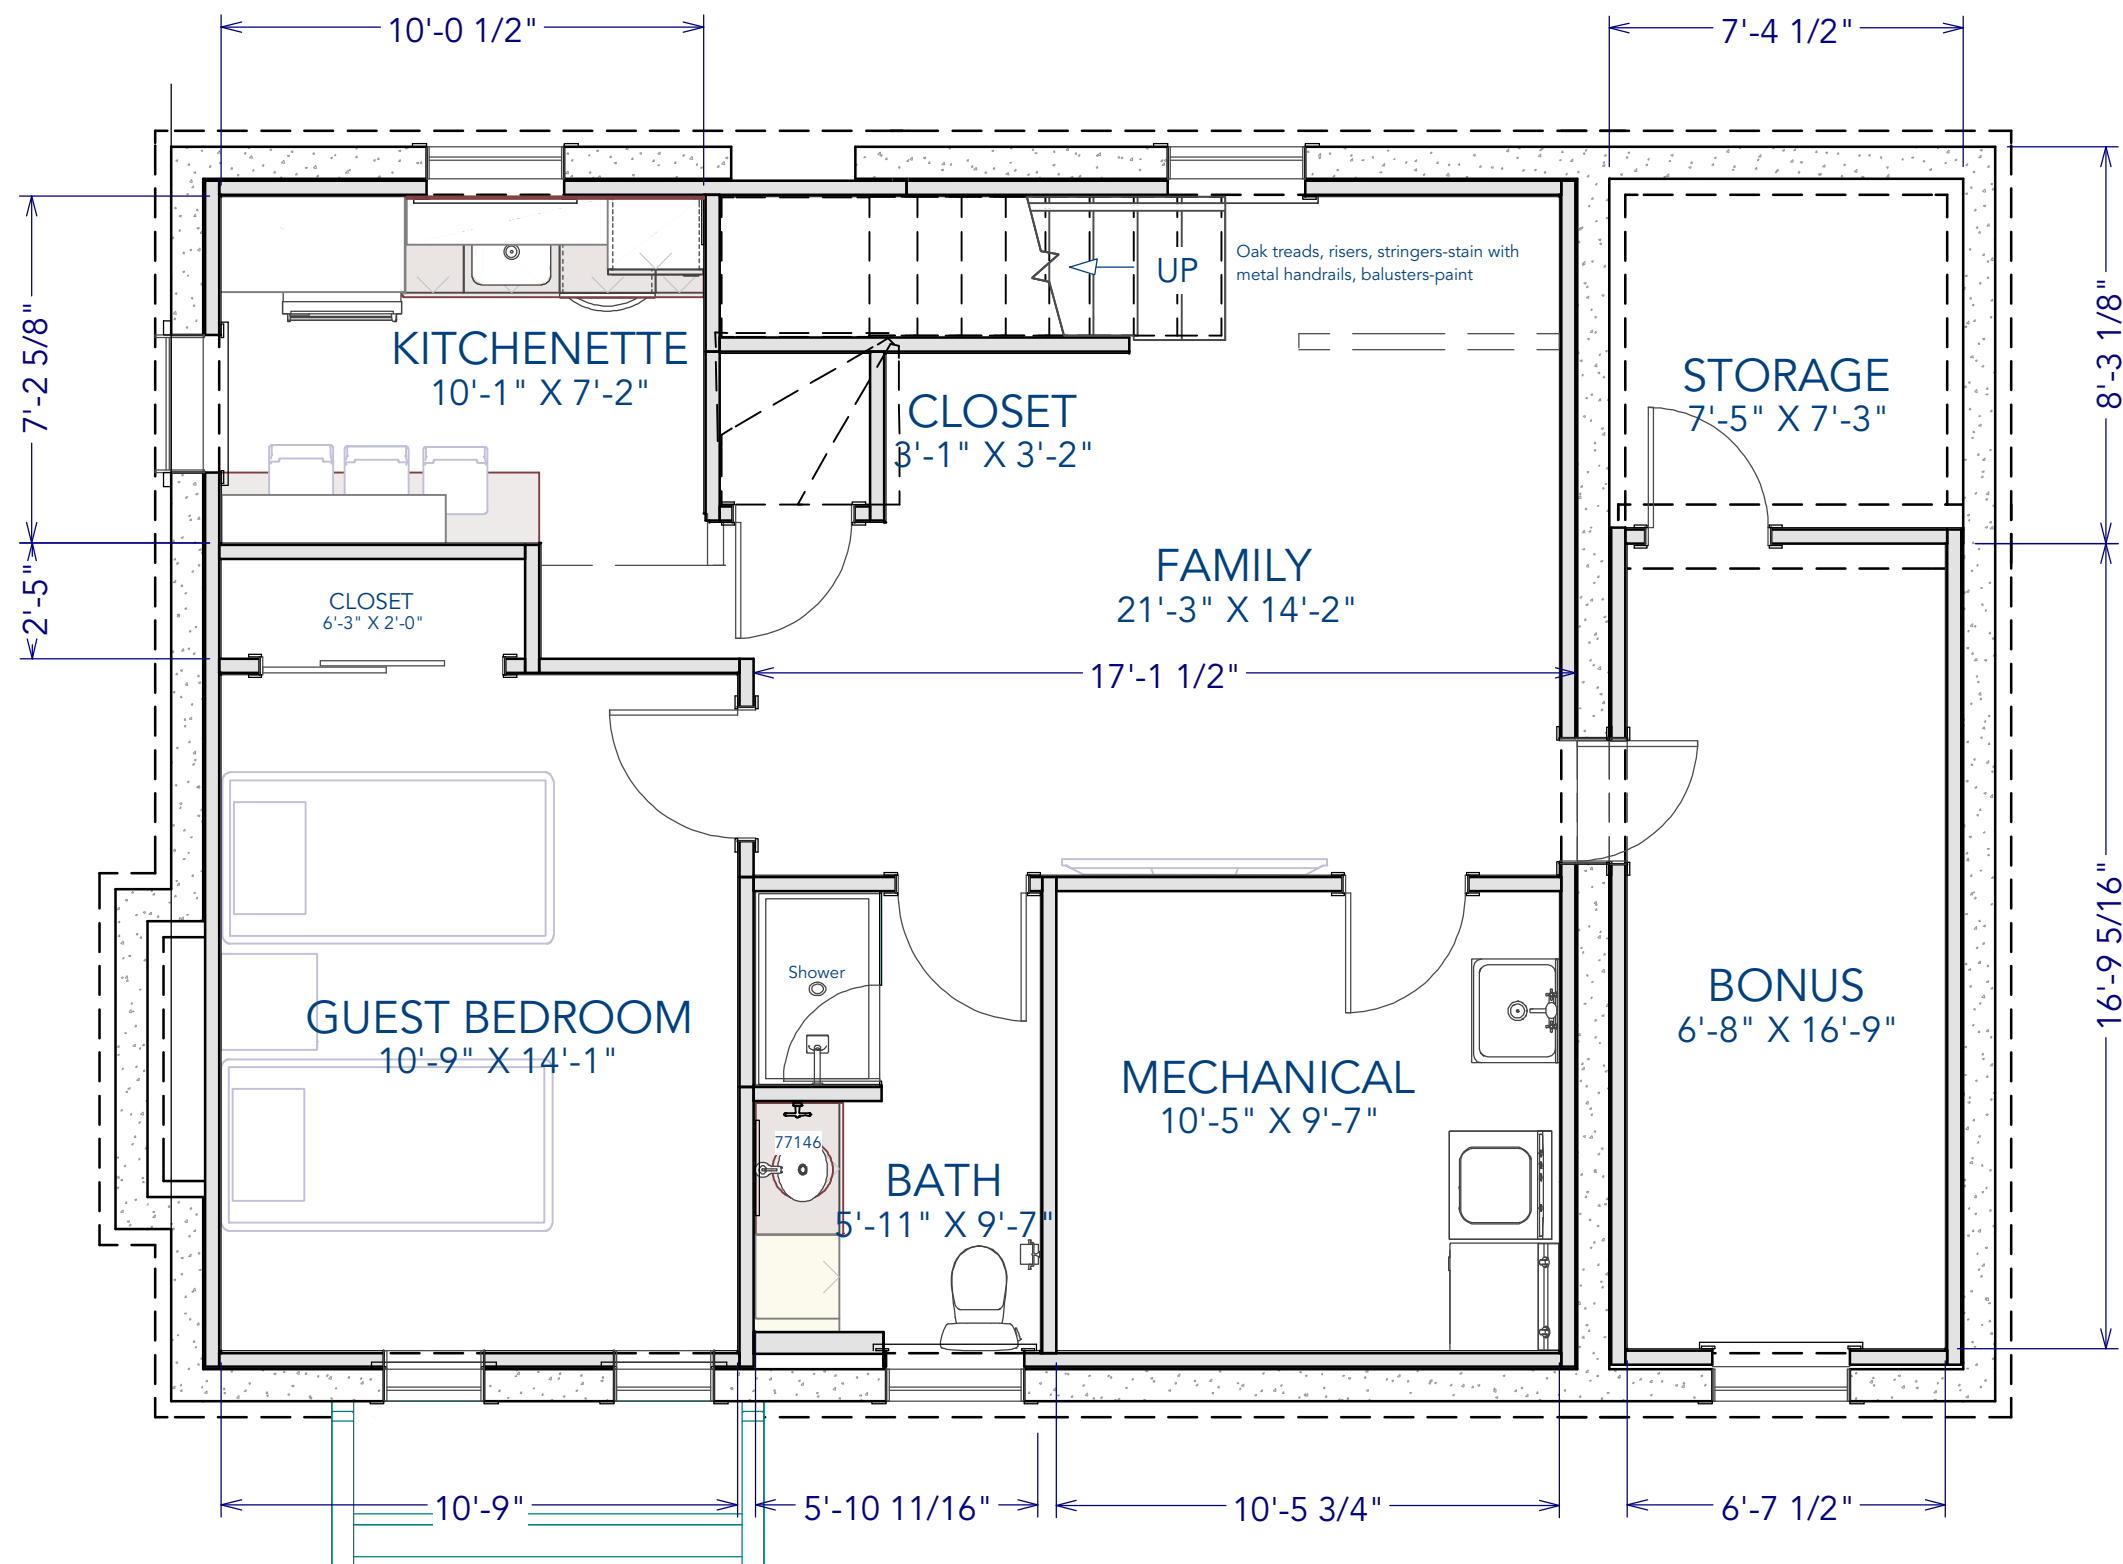 10'-0 1/2"
7'-4 1/2"
Oak treads, risers, stringers-stain with
metal handrails, balusters-paint
UP
7'-2 5/8"
8'-3 1/8"
KITCHENETTE
10'-1" X 7'-2"
STORAGE
7'-5" X 7'-3"
CLOSET
3'-1" X 3'-2"
FAMILY
21'-3" X 14'-2"
2'-5"
CLOSET
6'-3" X 2'-0"
17'-1 1/2"
16'-9 5/16"
Shower
BONUS
6'-8" X 16'-9"
GUEST BEDROOM
10'-9" X 14'-1"
MECHANICAL
10'-5" X 9'-7"
77146
BATH
5'-11" X 9'-7"
10'-9"
5'-10 11/16"
10'-5 3/4"
6'-7 1/2"